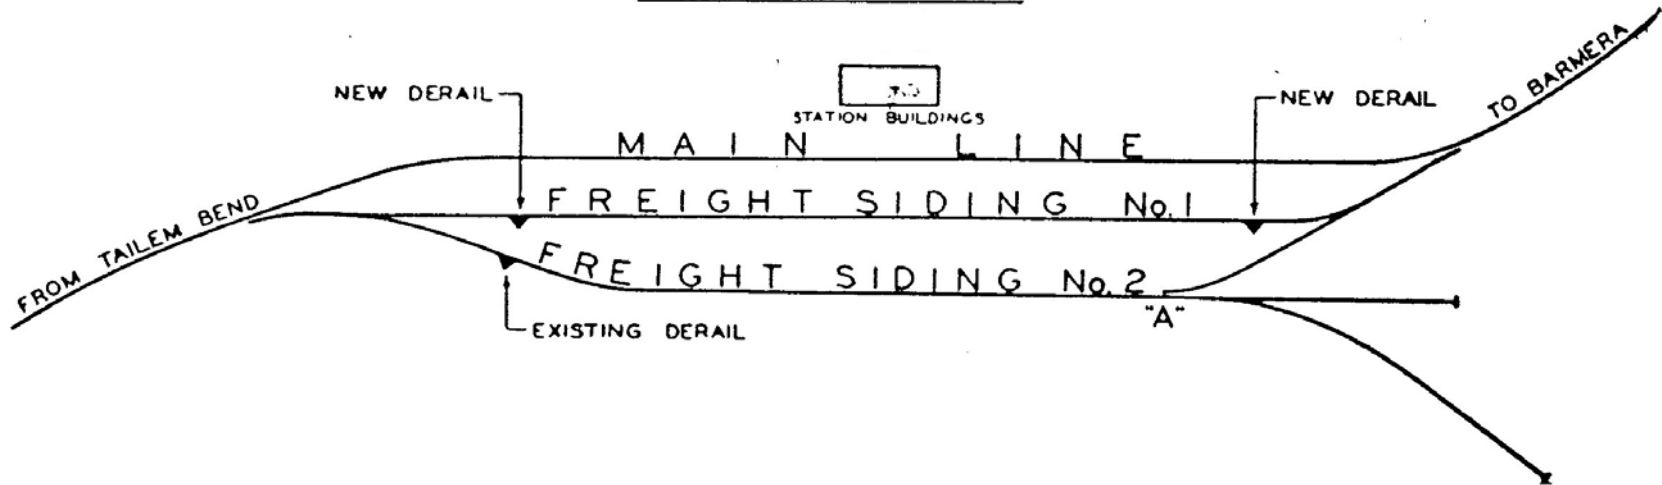 TO BARMERA
NEW DERAIL
NEW DERAIL
STATION BUILDINGS
MAIN LINE
FREIGHT SIDING No. 1
FROM TAILEM BEND
FREIGHT SIDING No. 2
"A"
EXISTING DERAIL